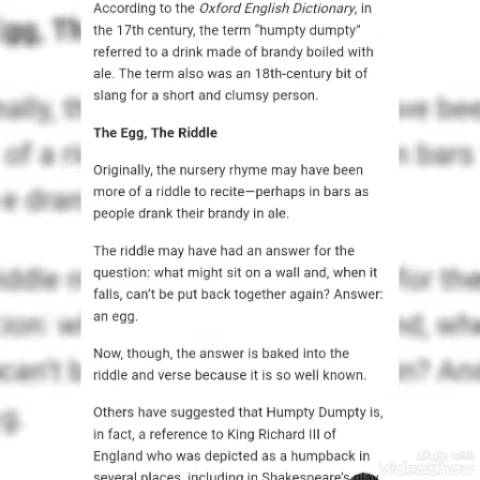 According to the Oxford English Dictionary, in
the 17th century, the term “humpty dumpty”
referred to a drink made of brandy boiled with
ale. The term also was an 18th-century bit of
slang for a short and clumsy person.
The Egg, The Riddle
Originally, the nursery rhyme may have been
more of a riddle to recite—perhaps in bars as
people drank their brandy in ale.
The riddle may have had an answer for the
question: what might sit on a wall and, when it
falls, can’t be put back together again? Answer:
an egg.
Now, though, the answer is baked into the
riddle and verse because it is so well known.
Others have suggested that Humpty Dumpty is,
in fact, a reference to King Richard III of
England who was depicted as a humpback in
several places, including in Shakespeare’s play
Made with
VideoShow